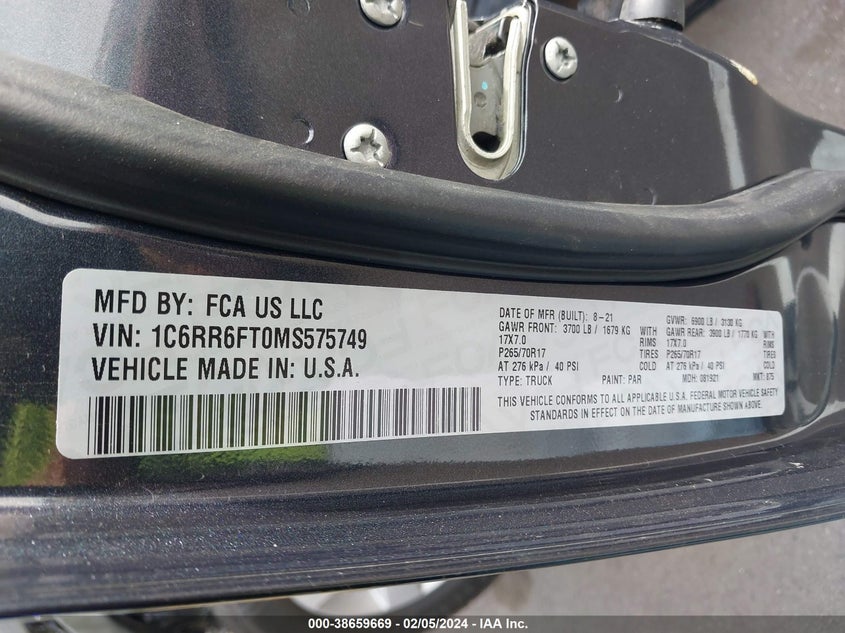 MFD BY: FCA US LLC
VIN: 1C6RR6FT0MS575749
VEHICLE MADE IN: U.S.A.
DATE OF MFR (BUILT): 8-21 GVWR: 6900 LB / 3130 KG
GAWR FRONT: 3700 LB / 1679 KG WITH GAWR REAR: 3900 LB / 1770 KG WITH
17X7.0 RIMS 17X7.0 RIMS
P265/70R17 TIRES P265/70R17 TIRES
AT 276 kPa / 40 PSI COLD AT 276 kPa / 40 PSI COLD
TYPE: TRUCK PAINT: PAR MDH: 081921 MKT: 875
THIS VEHICLE CONFORMS TO ALL APPLICABLE U.S.A. FEDERAL MOTOR VEHICLE SAFETY
STANDARDS IN EFFECT ON THE DATE OF MANUFACTURE SHOWN ABOVE.
000-38659669 - 02/05/2024 - IAA Inc.